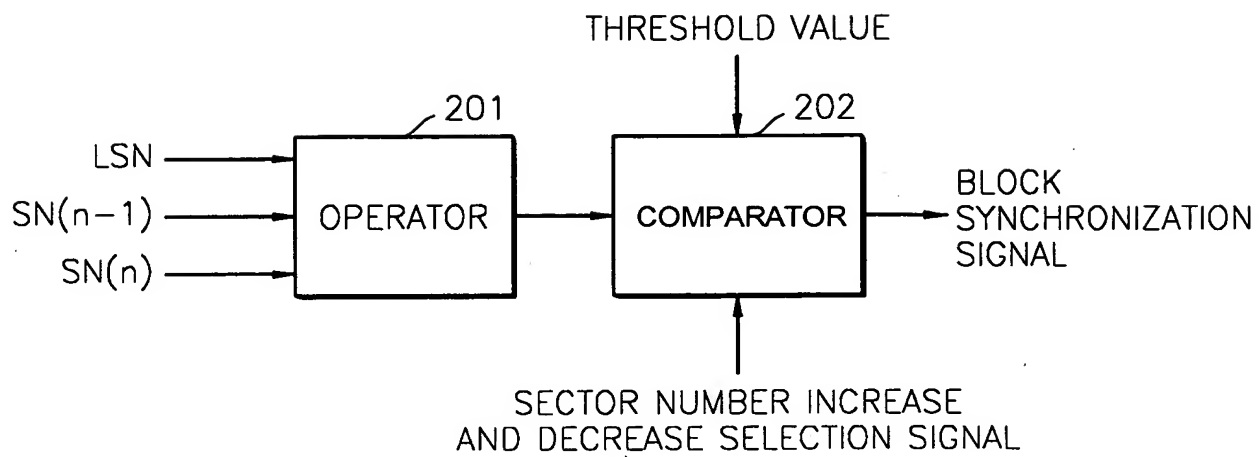 THRESHOLD VALUE
201
202
LSN
SN(n-1)
SN(n)
OPERATOR
COMPARATOR
BLOCK
SYNCHRONIZATION
SIGNAL
SECTOR NUMBER INCREASE
AND DECREASE SELECTION SIGNAL